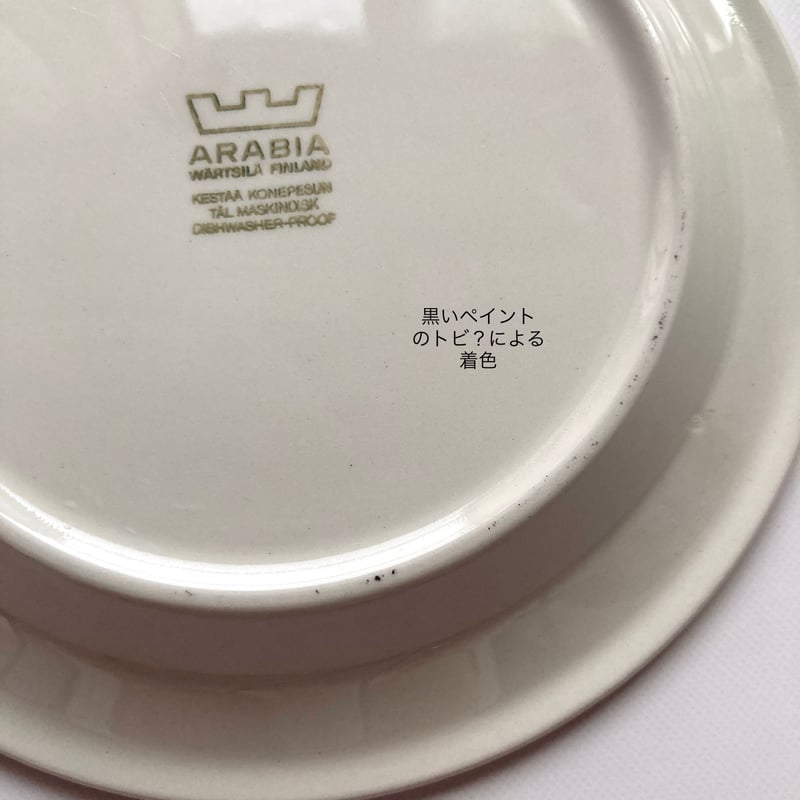 ARABIA
WÄRTSILÄ FINLAND
KESTÄÄ KONEPESUN
TÅL MASKINDISK
DISHWASHER-PROOF
黒いペイント
のトビ?による
着色